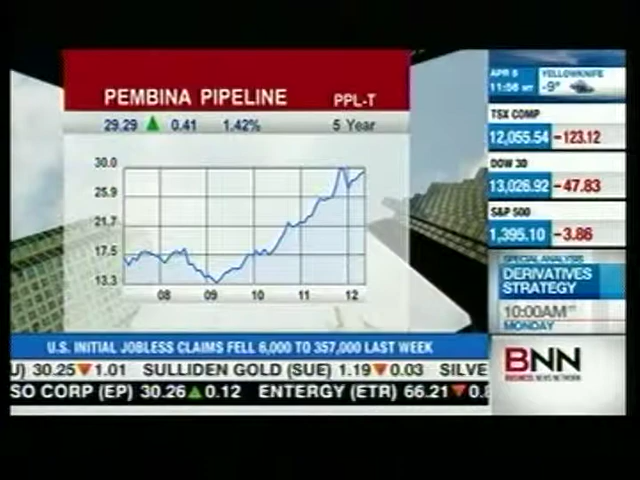 PEMBINA PIPELINE PPL-T
29.29 0.41 1.42% 5 Year
30.0
25.9
21.7
17.5
13.3
08 09 10 11 12
APR 5
11:56 MT
YELLOWKNIFE
-9°
TSX COMP
12,055.54 -123.12
DOW 30
13,026.92 -47.83
S&P 500
1,395.10 -3.86
SPECIAL ANALYSIS
DERIVATIVES
STRATEGY
10:00AM ET
MONDAY
U.S. INITIAL JOBLESS CLAIMS FELL 6,000 TO 357,000 LAST WEEK
BNN
BUSINESS NEWS NETWORK
U) 30.25 1.01 SULLIDEN GOLD (SUE) 1.19 0.03 SILVE
SO CORP (EP) 30.26 0.12 ENTERGY (ETR) 66.21 0.8